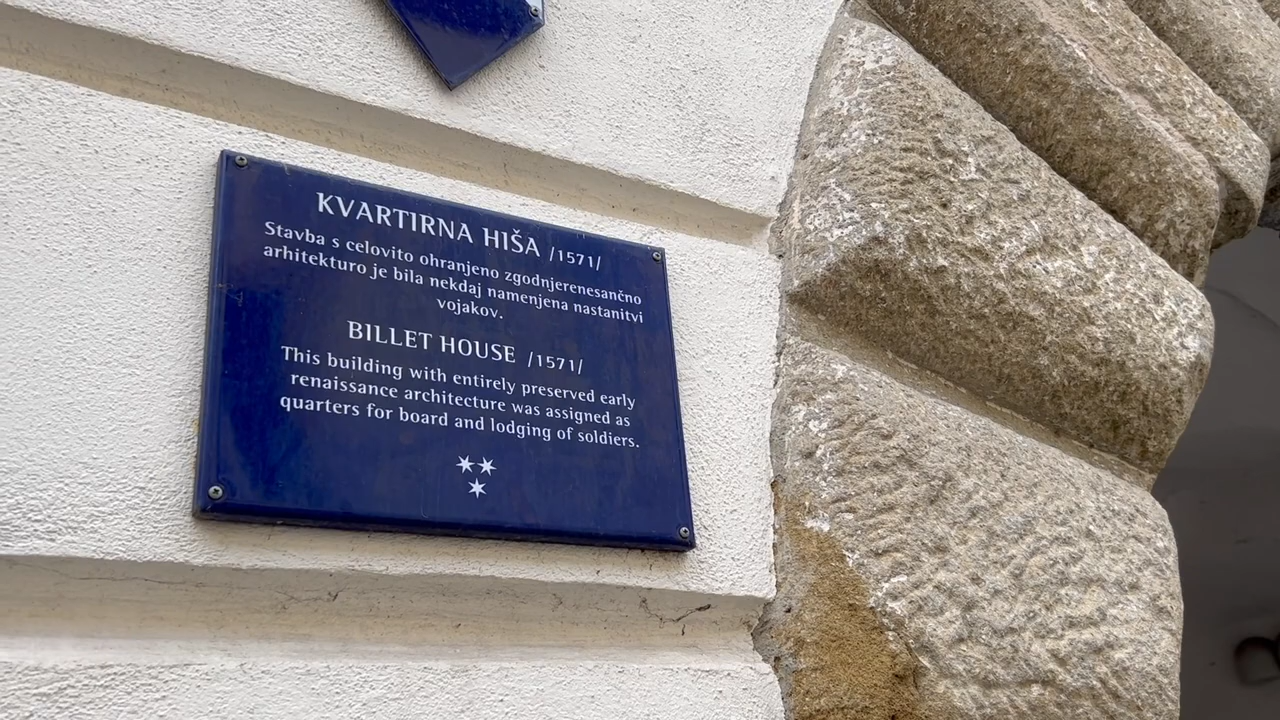 KVARTIRNA HIŠA /1571/
Stavba s celovito ohranjeno zgodnjerenesančno
arhitekturo je bila nekdaj namenjena nastanitvi
vojakov.
BILLET HOUSE /1571/
This building with entirely preserved early
renaissance architecture was assigned as
quarters for board and lodging of soldiers.